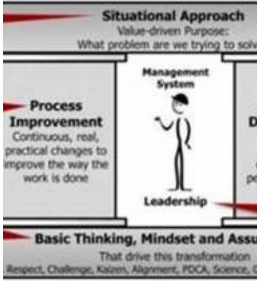 Situational Approach
Value-driven Purpose:
What problem are we trying to solv
Management
System
Process
Improvement
Continuous, real,
practical changes to
improve the way the
work is done
D
pe
Leadership
Basic Thinking, Mindset and Assu
That drive this transformation
Respect, Challenge, Kaizen, Alignment, PDCA, Science,